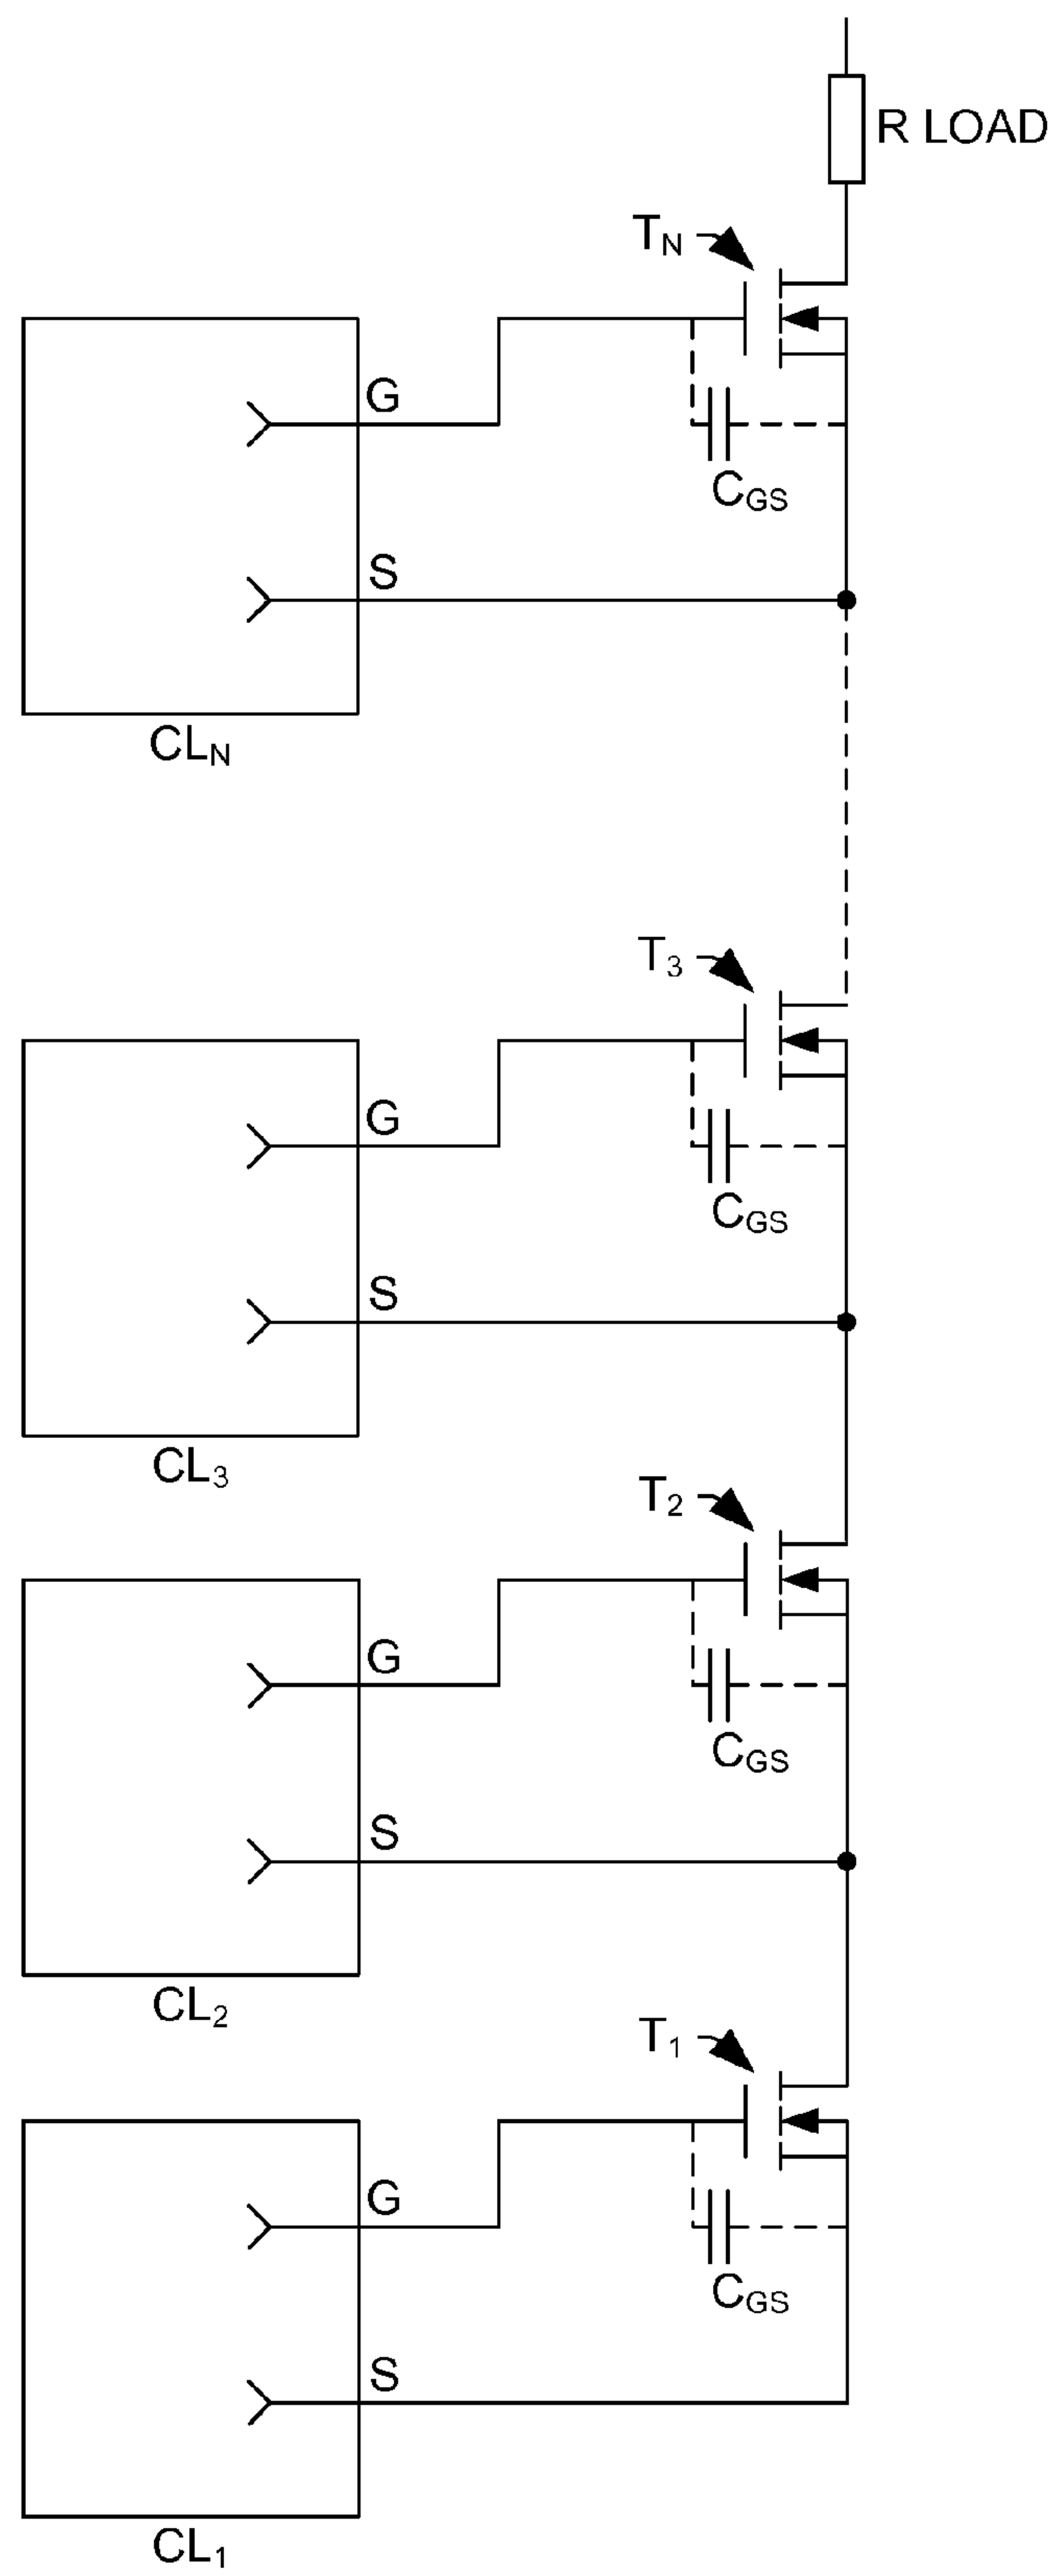 R LOAD
T_N
G
C_GS
S
CL_N
T_3
G
C_GS
S
CL_3
T_2
G
C_GS
S
CL_2
T_1
G
C_GS
S
CL_1